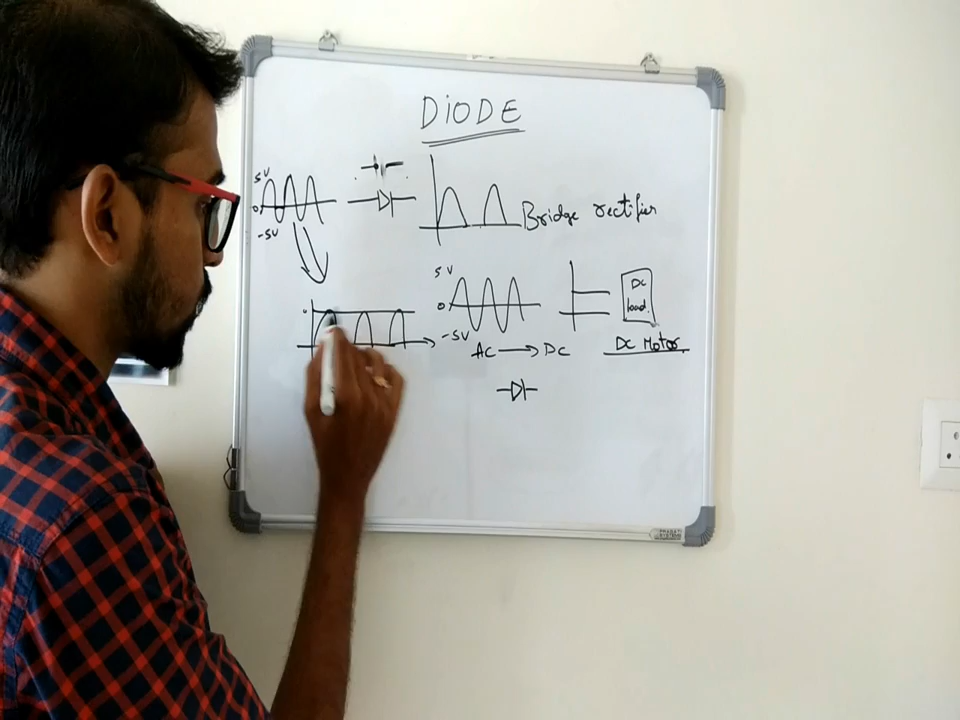 DiODE
5V
0
-5V
Bridge rectifier
5V
0
-5V
DC
load.
AC → DC
DC Motor